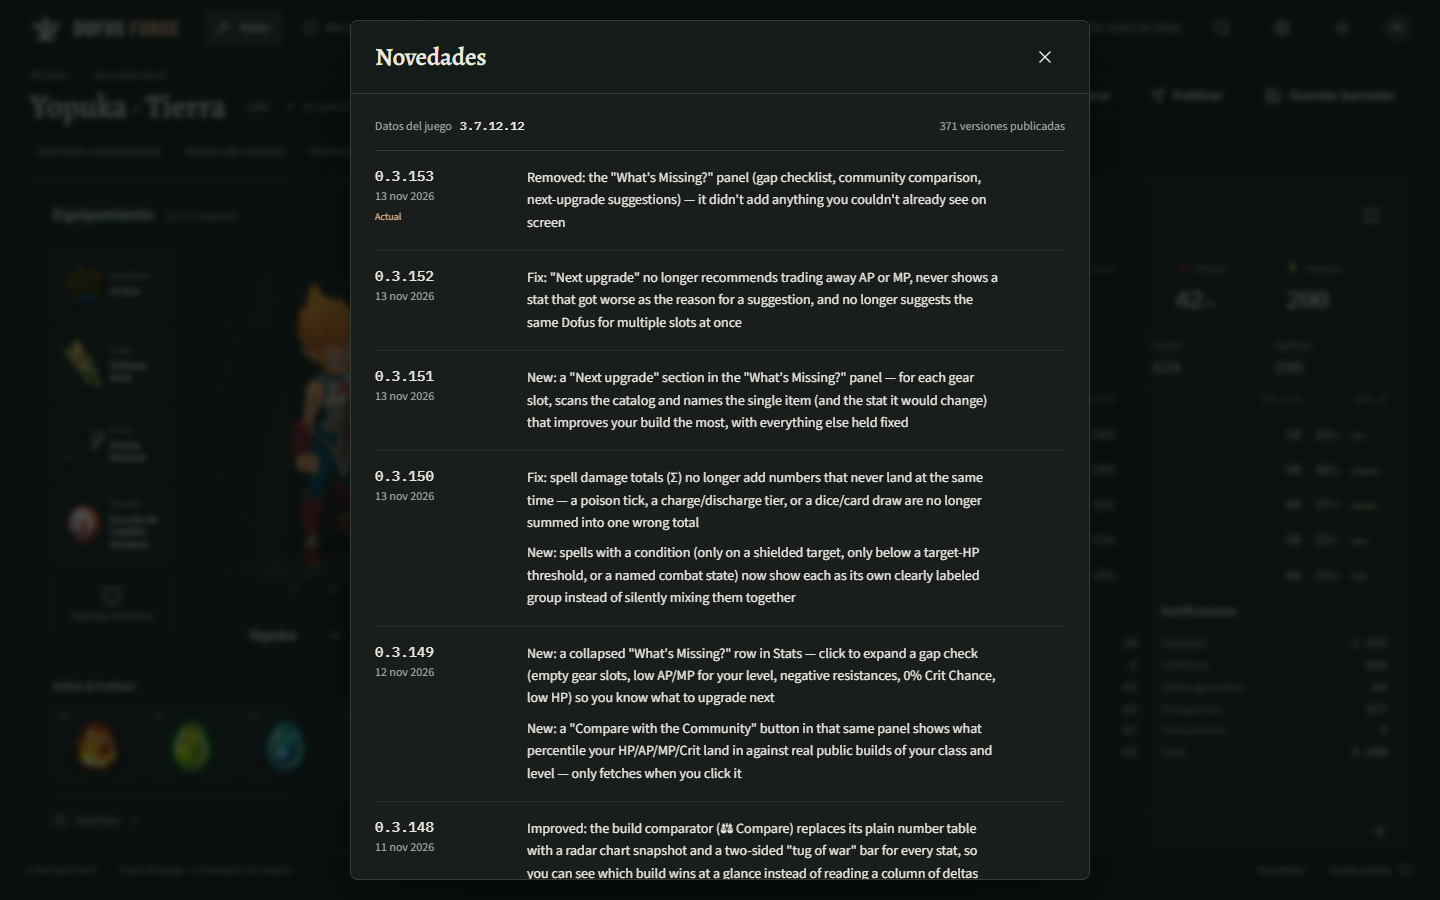 DOFUS FORGE
Taller
Yopuka · Tierra
Publicar
Guardar borrador
Equipamiento
42
200
Yopuka
Novedades
Datos del juego 3.7.12.12
371 versiones publicadas
0.3.153
13 nov 2026
Actual
Removed: the "What's Missing?" panel (gap checklist, community comparison,
next-upgrade suggestions) — it didn't add anything you couldn't already see on
screen
0.3.152
13 nov 2026
Fix: "Next upgrade" no longer recommends trading away AP or MP, never shows a
stat that got worse as the reason for a suggestion, and no longer suggests the
same Dofus for multiple slots at once
0.3.151
13 nov 2026
New: a "Next upgrade" section in the "What's Missing?" panel — for each gear
slot, scans the catalog and names the single item (and the stat it would change)
that improves your build the most, with everything else held fixed
0.3.150
13 nov 2026
Fix: spell damage totals (Σ) no longer add numbers that never land at the same
time — a poison tick, a charge/discharge tier, or a dice/card draw are no longer
summed into one wrong total
New: spells with a condition (only on a shielded target, only below a target-HP
threshold, or a named combat state) now show each as its own clearly labeled
group instead of silently mixing them together
0.3.149
12 nov 2026
New: a collapsed "What's Missing?" row in Stats — click to expand a gap check
(empty gear slots, low AP/MP for your level, negative resistances, 0% Crit Chance,
low HP) so you know what to upgrade next
New: a "Compare with the Community" button in that same panel shows what
percentile your HP/AP/MP/Crit land in against real public builds of your class and
level — only fetches when you click it
0.3.148
11 nov 2026
Improved: the build comparator (⚖ Compare) replaces its plain number table
with a radar chart snapshot and a two-sided "tug of war" bar for every stat, so
you can see which build wins at a glance instead of reading a column of deltas